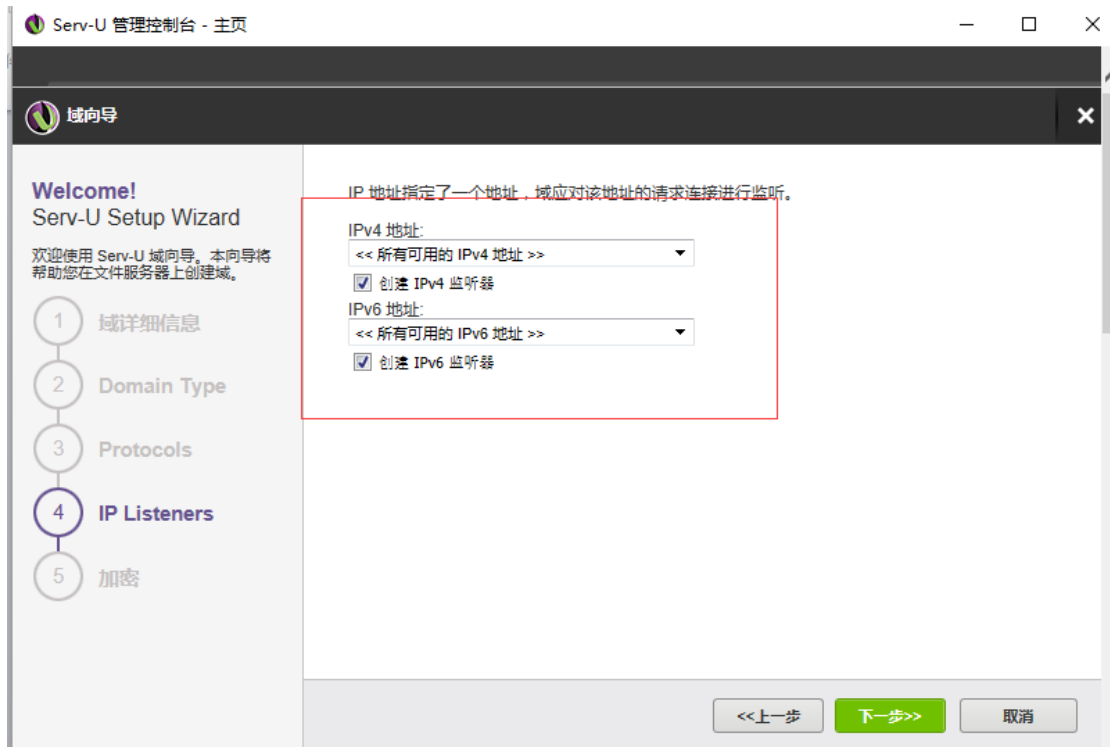 Serv-U 管理控制台 - 主页
域向导
Welcome!
Serv-U Setup Wizard
欢迎使用 Serv-U 域向导。本向导将
帮助您在文件服务器上创建域。
1 域详细信息
2 Domain Type
3 Protocols
4 IP Listeners
5 加密
IP 地址指定了一个地址，域应对该地址的请求连接进行监听。
IPv4 地址:
<< 所有可用的 IPv4 地址 >>
创建 IPv4 监听器
IPv6 地址:
<< 所有可用的 IPv6 地址 >>
创建 IPv6 监听器
<<上一步
下一步>>
取消